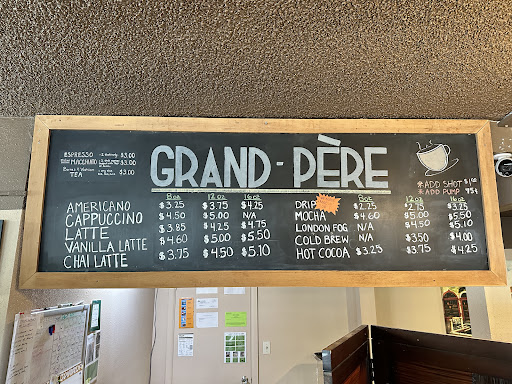 GRAND-PÈRE
ESPRESSO $3.00
MACCHIATO $3.00
TEA $3.00
*ADD SHOT $1.00
*ADD PUMP 75¢
8oz 12oz 16oz
AMERICANO $3.25 $3.75 $4.25
CAPPUCCINO $4.50 $5.00 N/A
LATTE $3.85 $4.25 $4.75
VANILLA LATTE $4.60 $5.00 $5.50
CHAI LATTE $3.75 $4.50 $5.10
8oz 12oz 16oz
DRIP $2.25 $2.75 $3.25
MOCHA $4.60 $5.00 $5.50
LONDON FOG N/A $4.50 $5.10
COLD BREW N/A $3.50 $4.00
HOT COCOA $3.25 $3.75 $4.25